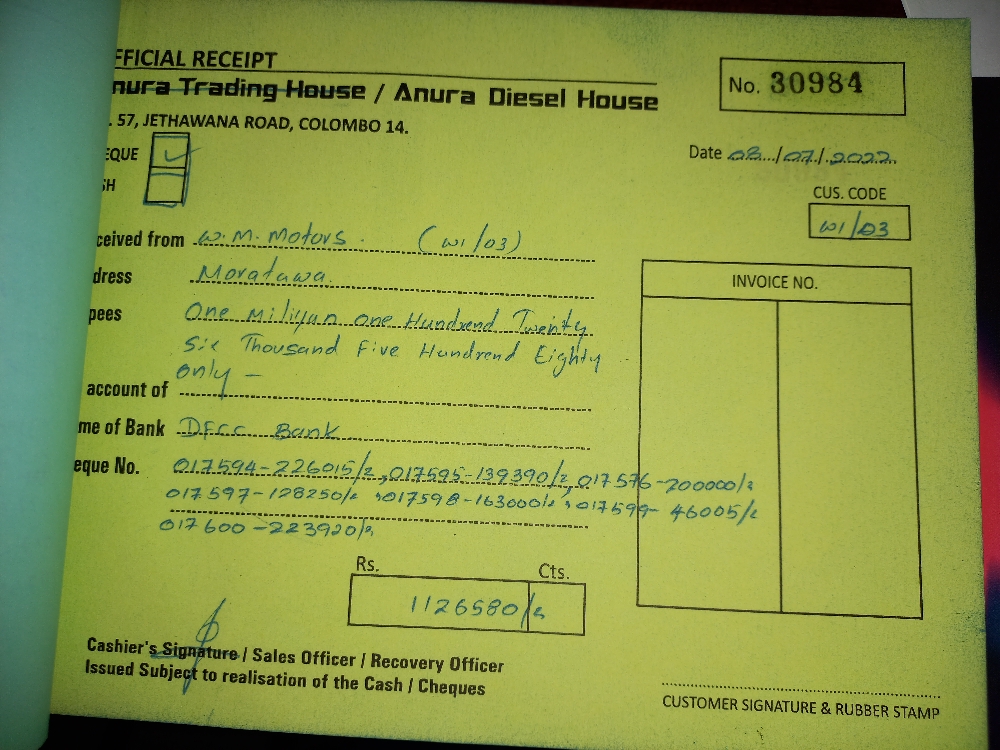 FFICIAL RECEIPT
nura Trading House / Anura Diesel House
No. 30984
. 57, JETHAWANA ROAD, COLOMBO 14.
EQUE ✓
SH
Date 08.../07/.2022..
CUS. CODE
W1/03
ceived from W.M. Motors. (W1/03)
dress Moratuwa.
pees One Miliyan One Hundrend Twenty
Six Thousand Five Hundrend Eighty
only –
account of
me of Bank DFCC Bank
eque No. 017594-226015/=, 017595-139390/=, 017576-200000/=
017597-128250/=, 017598-163000/=, 017599-46005/=
017600-223920/=
INVOICE NO.
Rs. Cts.
1126580/=
Cashier's Signature / Sales Officer / Recovery Officer
Issued Subject to realisation of the Cash / Cheques
CUSTOMER SIGNATURE & RUBBER STAMP